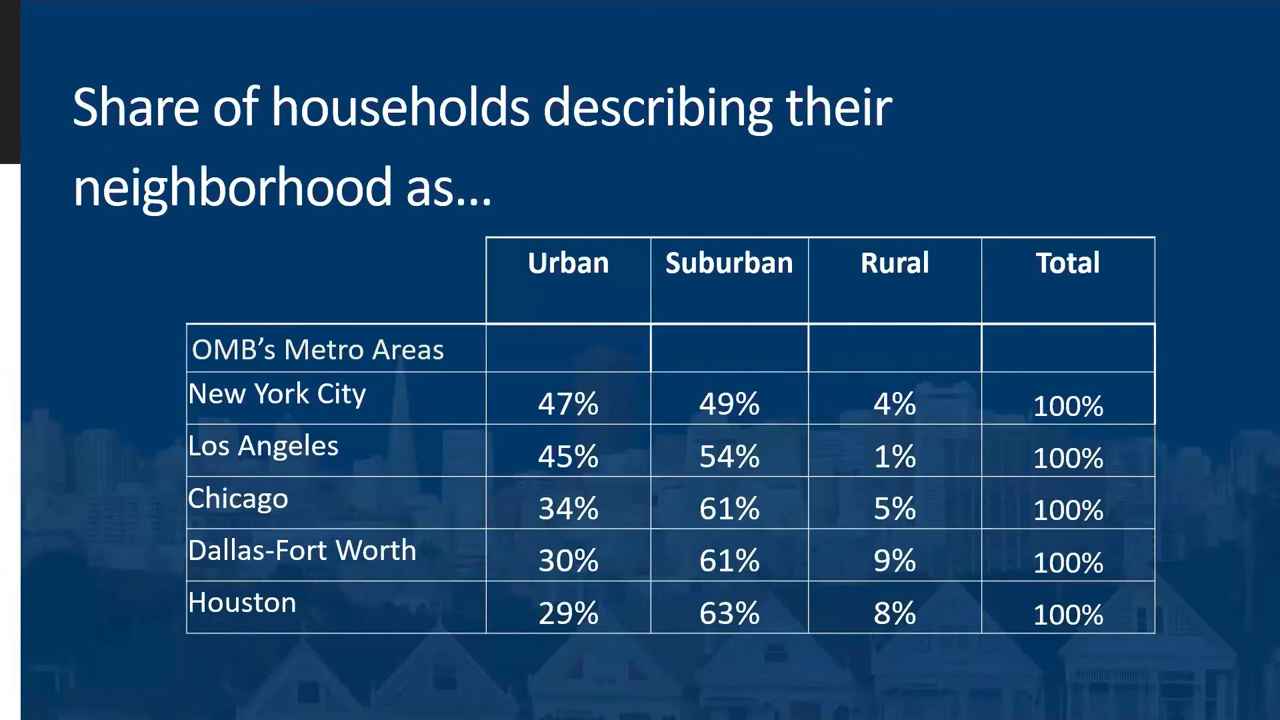 Share of households describing their
neighborhood as...
Urban Suburban Rural Total
OMB’s Metro Areas
New York City 47% 49% 4% 100%
Los Angeles 45% 54% 1% 100%
Chicago 34% 61% 5% 100%
Dallas-Fort Worth 30% 61% 9% 100%
Houston 29% 63% 8% 100%